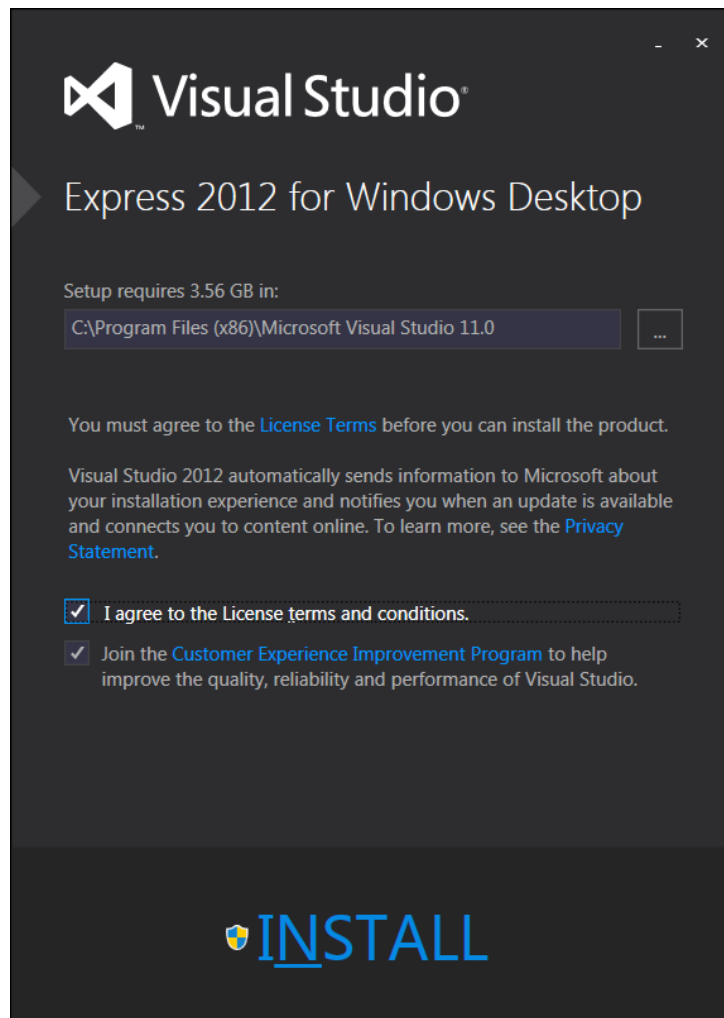 Visual Studio®
™
Express 2012 for Windows Desktop
Setup requires 3.56 GB in:
C:\Program Files (x86)\Microsoft Visual Studio 11.0
...
You must agree to the License Terms before you can install the product.
Visual Studio 2012 automatically sends information to Microsoft about
your installation experience and notifies you when an update is available
and connects you to content online. To learn more, see the Privacy
Statement.
I agree to the License terms and conditions.
Join the Customer Experience Improvement Program to help
improve the quality, reliability and performance of Visual Studio.
INSTALL